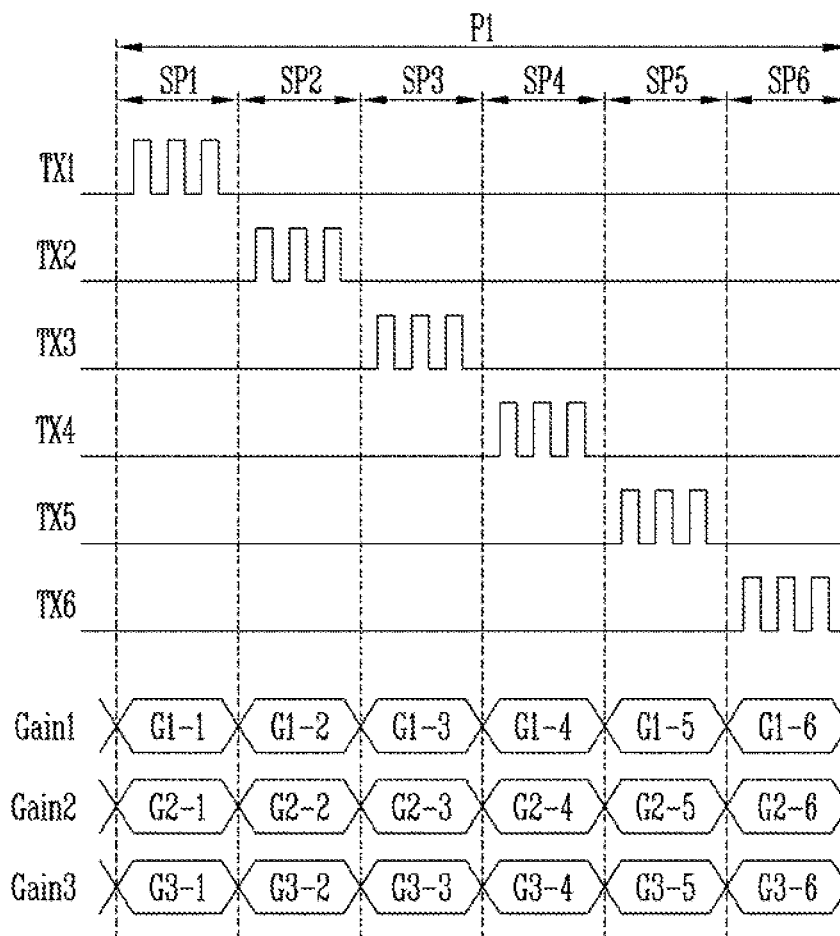 P1
SP1 SP2 SP3 SP4 SP5 SP6
TX1
TX2
TX3
TX4
TX5
TX6
Gain1 G1-1 G1-2 G1-3 G1-4 G1-5 G1-6
Gain2 G2-1 G2-2 G2-3 G2-4 G2-5 G2-6
Gain3 G3-1 G3-2 G3-3 G3-4 G3-5 G3-6